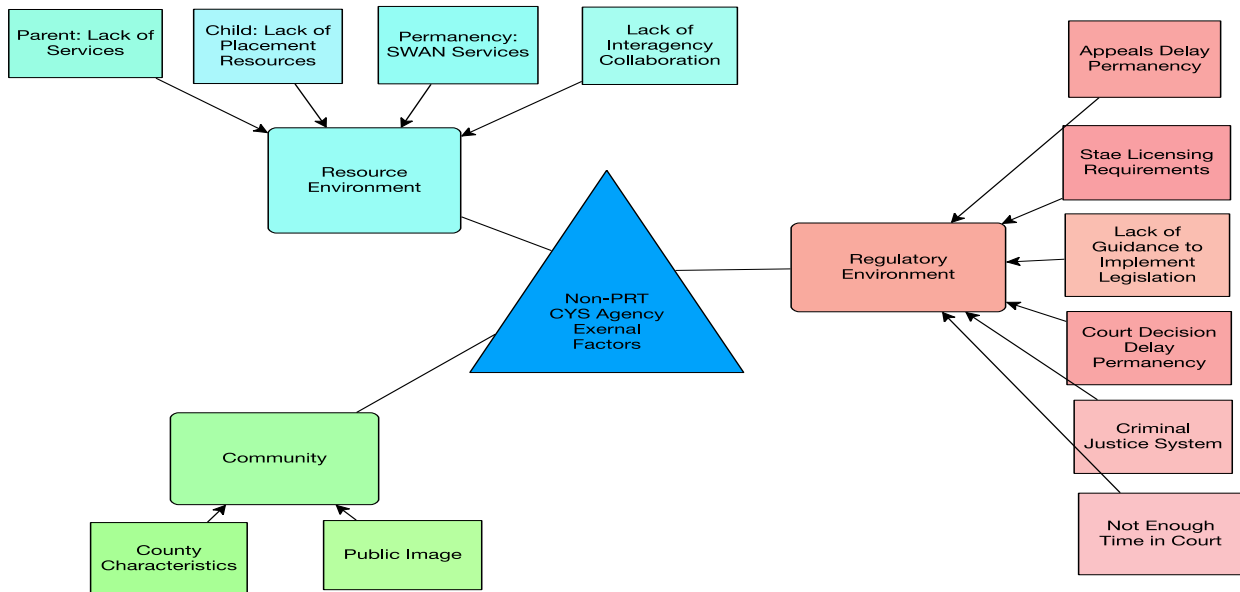 Parent: Lack of
Services
Child: Lack of
Placement
Resources
Permanency:
SWAN Services
Lack of
Interagency
Collaboration
Appeals Delay
Permanency
Resource
Environment
Stae Licensing
Requirements
Regulatory
Environment
Lack of
Guidance to
Implement
Legislation
Non-PRT
CYS Agency
Exernal
Factors
Court Decision
Delay
Permanency
Community
Criminal
Justice System
County
Characteristics
Public Image
Not Enough
Time in Court